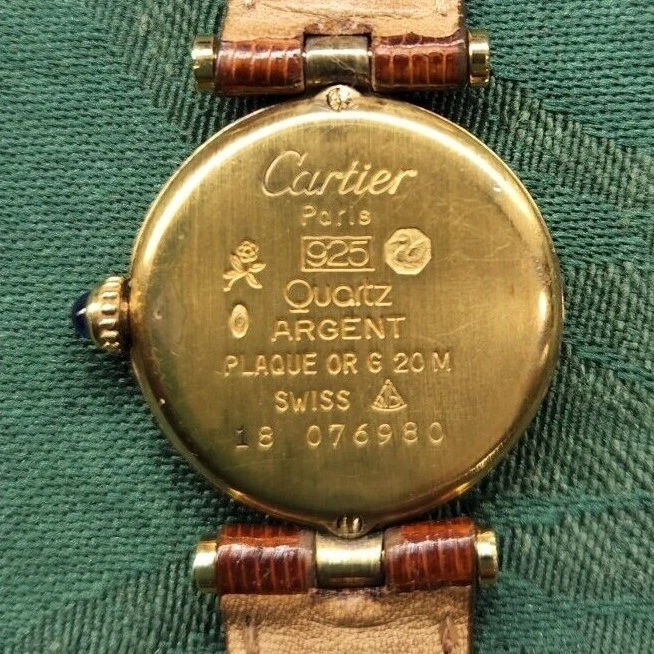 Cartier
Paris
925
Quartz
ARGENT
PLAQUE OR G 20 M
SWISS
18 076980